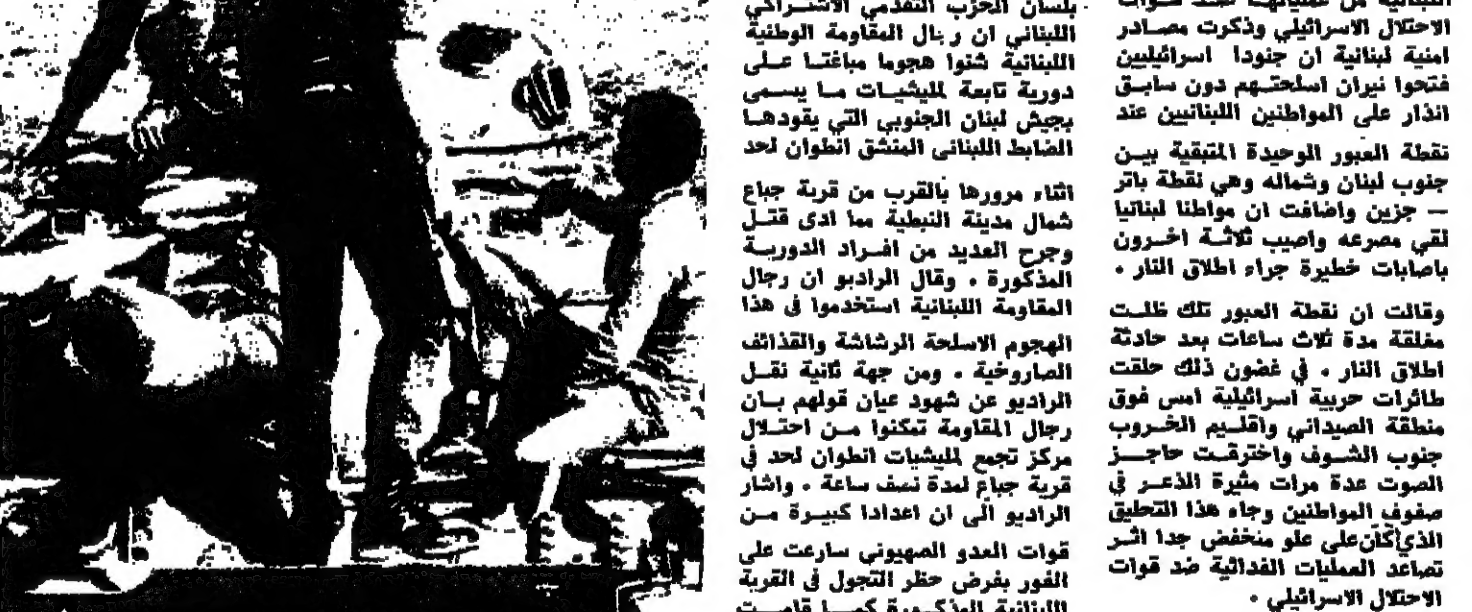 الاحتلال الاسرائيلي وذكرت مصادر
امنية لبنانية ان جنودا اسرائيليين
فتحوا نيران اسلحتهم دون سابق
انذار على المواطنين اللبنانيين عند
نقطة العبور الوحيدة المتبقية بين
جنوب لبنان وشماله وهي نقطة باتر
— جزين واضافت ان مواطنا لبنانيا
لقي مصرعه واصيب ثلاثة اخرون
باصابات خطيرة جراء اطلاق النار .
وقالت ان نقطة العبور تلك ظلت
مغلقة مدة ثلاث ساعات بعد حادثة
اطلاق النار . في غضون ذلك حلقت
طائرات حربية اسرائيلية امس فوق
منطقة الصيداني واقليم الخروب
جنوب الشوف واخترقت حاجز
الصوت عدة مرات مثيرة الذعر في
صفوف المواطنين وجاء هذا التحليق
الذي كان على علو منخفض جدا اثر
تصاعد العمليات الفدائية ضد قوات
الاحتلال الاسرائيلي .
بلسان الحزب التقدمي الاشتراكي
اللبناني ان رجال المقاومة الوطنية
اللبنانية شنوا هجوما مباغتا على
دورية تابعة لمليشيات ما يسمى
بجيش لبنان الجنوبي التي يقودها
الضابط اللبنانى المنشق انطوان لحد
اثناء مرورها بالقرب من قرية جباع
شمال مدينة النبطية مما ادى قتل
وجرح العديد من افراد الدورية
المذكورة . وقال الراديو ان رجال
المقاومة اللبنانية استخدموا فى هذا
الهجوم الاسلحة الرشاشة والقذائف
الصاروخية . ومن جهة ثانية نقل
الراديو عن شهود عيان قولهم بان
رجال المقاومة تمكنوا من احتلال
مركز تجمع لمليشيات انطوان لحد في
قرية جباع لمدة نصف ساعة . واشار
الراديو الى ان اعدادا كبيرة من
قوات العدو الصهيوني سارعت على
الفور بفرض حظر التجول فى القرية
اللبنانية المذكورة كما قامت